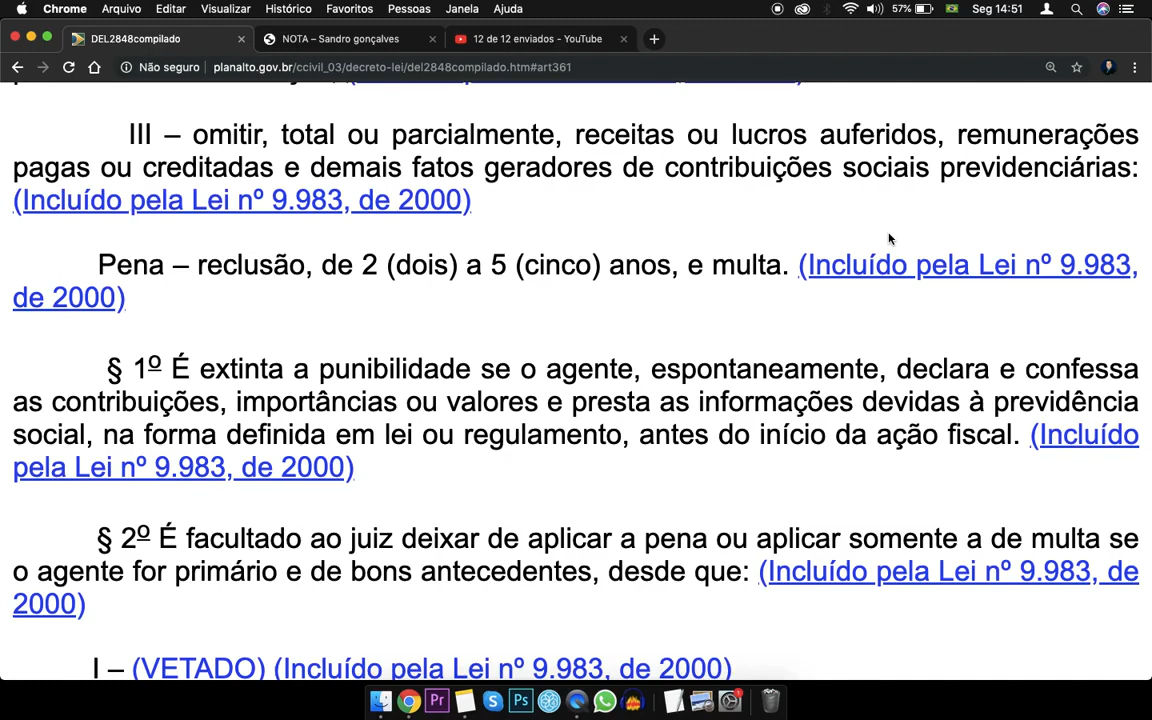 Chrome Arquivo Editar Visualizar Histórico Favoritos Pessoas Janela Ajuda 57% Seg 14:51
DEL2848compilado NOTA – Sandro gonçalves 12 de 12 enviados - YouTube
Não seguro planalto.gov.br/ccivil_03/decreto-lei/del2848compilado.htm#art361
III – omitir, total ou parcialmente, receitas ou lucros auferidos, remunerações
pagas ou creditadas e demais fatos geradores de contribuições sociais previdenciárias:
(Incluído pela Lei nº 9.983, de 2000)
Pena – reclusão, de 2 (dois) a 5 (cinco) anos, e multa. (Incluído pela Lei nº 9.983,
de 2000)
§ 1º É extinta a punibilidade se o agente, espontaneamente, declara e confessa
as contribuições, importâncias ou valores e presta as informações devidas à previdência
social, na forma definida em lei ou regulamento, antes do início da ação fiscal. (Incluído
pela Lei nº 9.983, de 2000)
§ 2º É facultado ao juiz deixar de aplicar a pena ou aplicar somente a de multa se
o agente for primário e de bons antecedentes, desde que: (Incluído pela Lei nº 9.983, de
2000)
I – (VETADO) (Incluído pela Lei nº 9.983, de 2000)
Pr S Ps